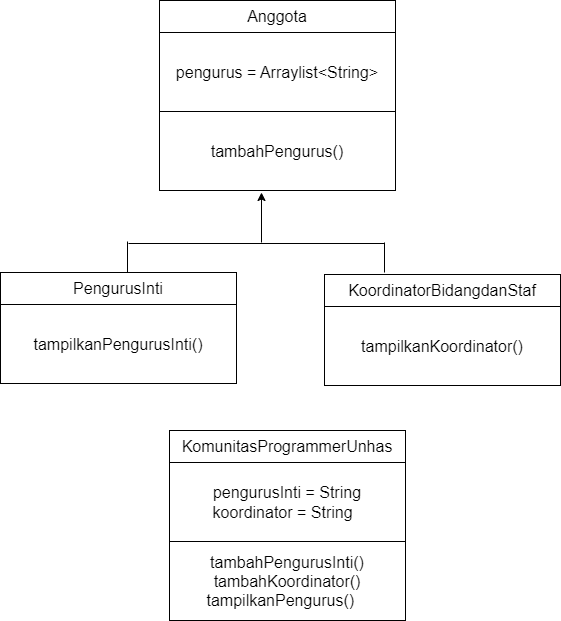 Anggota
pengurus = Arraylist<String>
tambahPengurus()
PengurusInti
tampilkanPengurusInti()
KoordinatorBidangdanStaf
tampilkanKoordinator()
KomunitasProgrammerUnhas
pengurusInti = String
koordinator = String
tambahPengurusInti()
tambahKoordinator()
tampilkanPengurus()